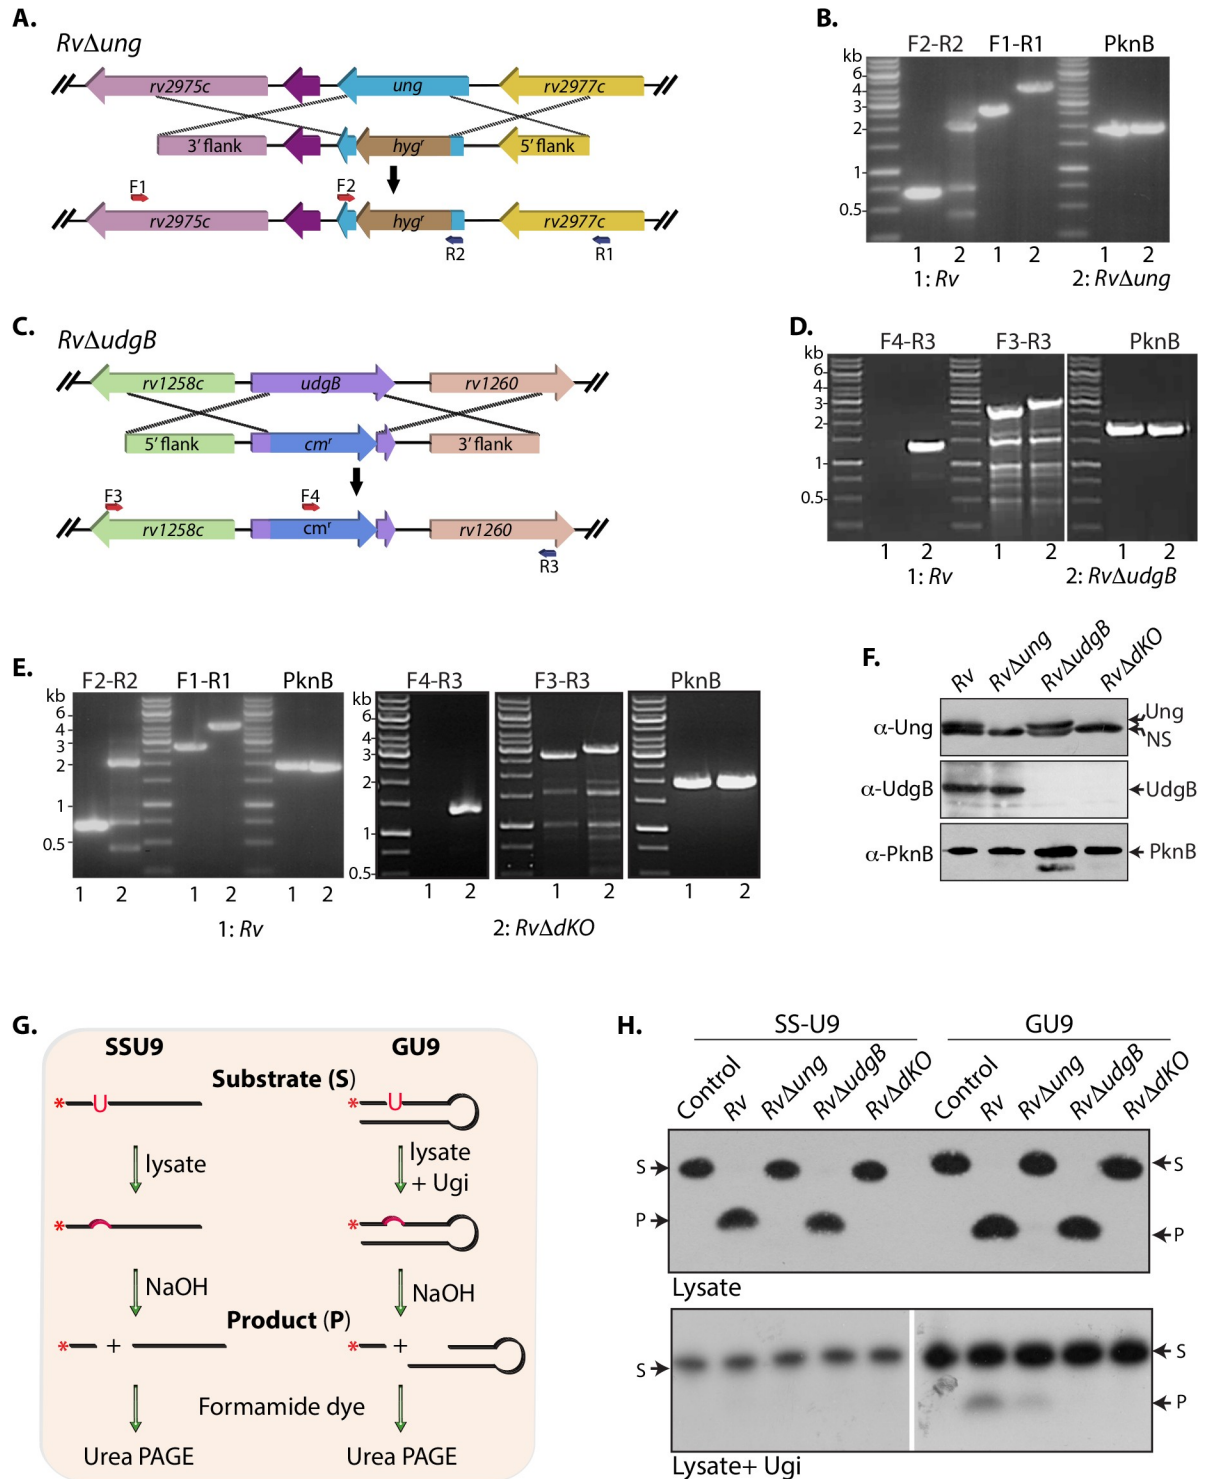 A.
RvΔung
rv2975c ung rv2977c
3' flank hygʳ 5' flank
F1 F2
rv2975c hygʳ rv2977c
R2 R1
B.
F2-R2 F1-R1 PknB
kb
6
4
3
2
1
0.5
1 2 1 2 1 2
1: Rv 2: RvΔung
C.
RvΔudgB
rv1258c udgB rv1260
5' flank cmʳ 3' flank
F3 F4
rv1258c cmʳ rv1260
R3
D.
F4-R3 F3-R3 PknB
kb
6
4
3
2
1
0.5
1 2 1 2 1 2
1: Rv 2: RvΔudgB
E.
F2-R2 F1-R1 PknB F4-R3 F3-R3 PknB
kb
6
4
3
2
1
0.5
kb
6
4
3
2
1
0.5
1 2 1 2 1 2 1 2 1 2 1 2
1: Rv 2: RvΔdKO
F.
Rv RvΔung RvΔudgB RvΔdKO
α-Ung Ung
NS
α-UdgB UdgB
α-PknB PknB
G.
SSU9 GU9
Substrate (S)
* U * U
lysate lysate
+ Ugi
* *
NaOH NaOH
Product (P)
* + * +
Formamide dye
Urea PAGE Urea PAGE
H.
SS-U9 GU9
Control Rv RvΔung RvΔudgB RvΔdKO Control Rv RvΔung RvΔudgB RvΔdKO
S S
P P
Lysate
S S
P
Lysate+ Ugi